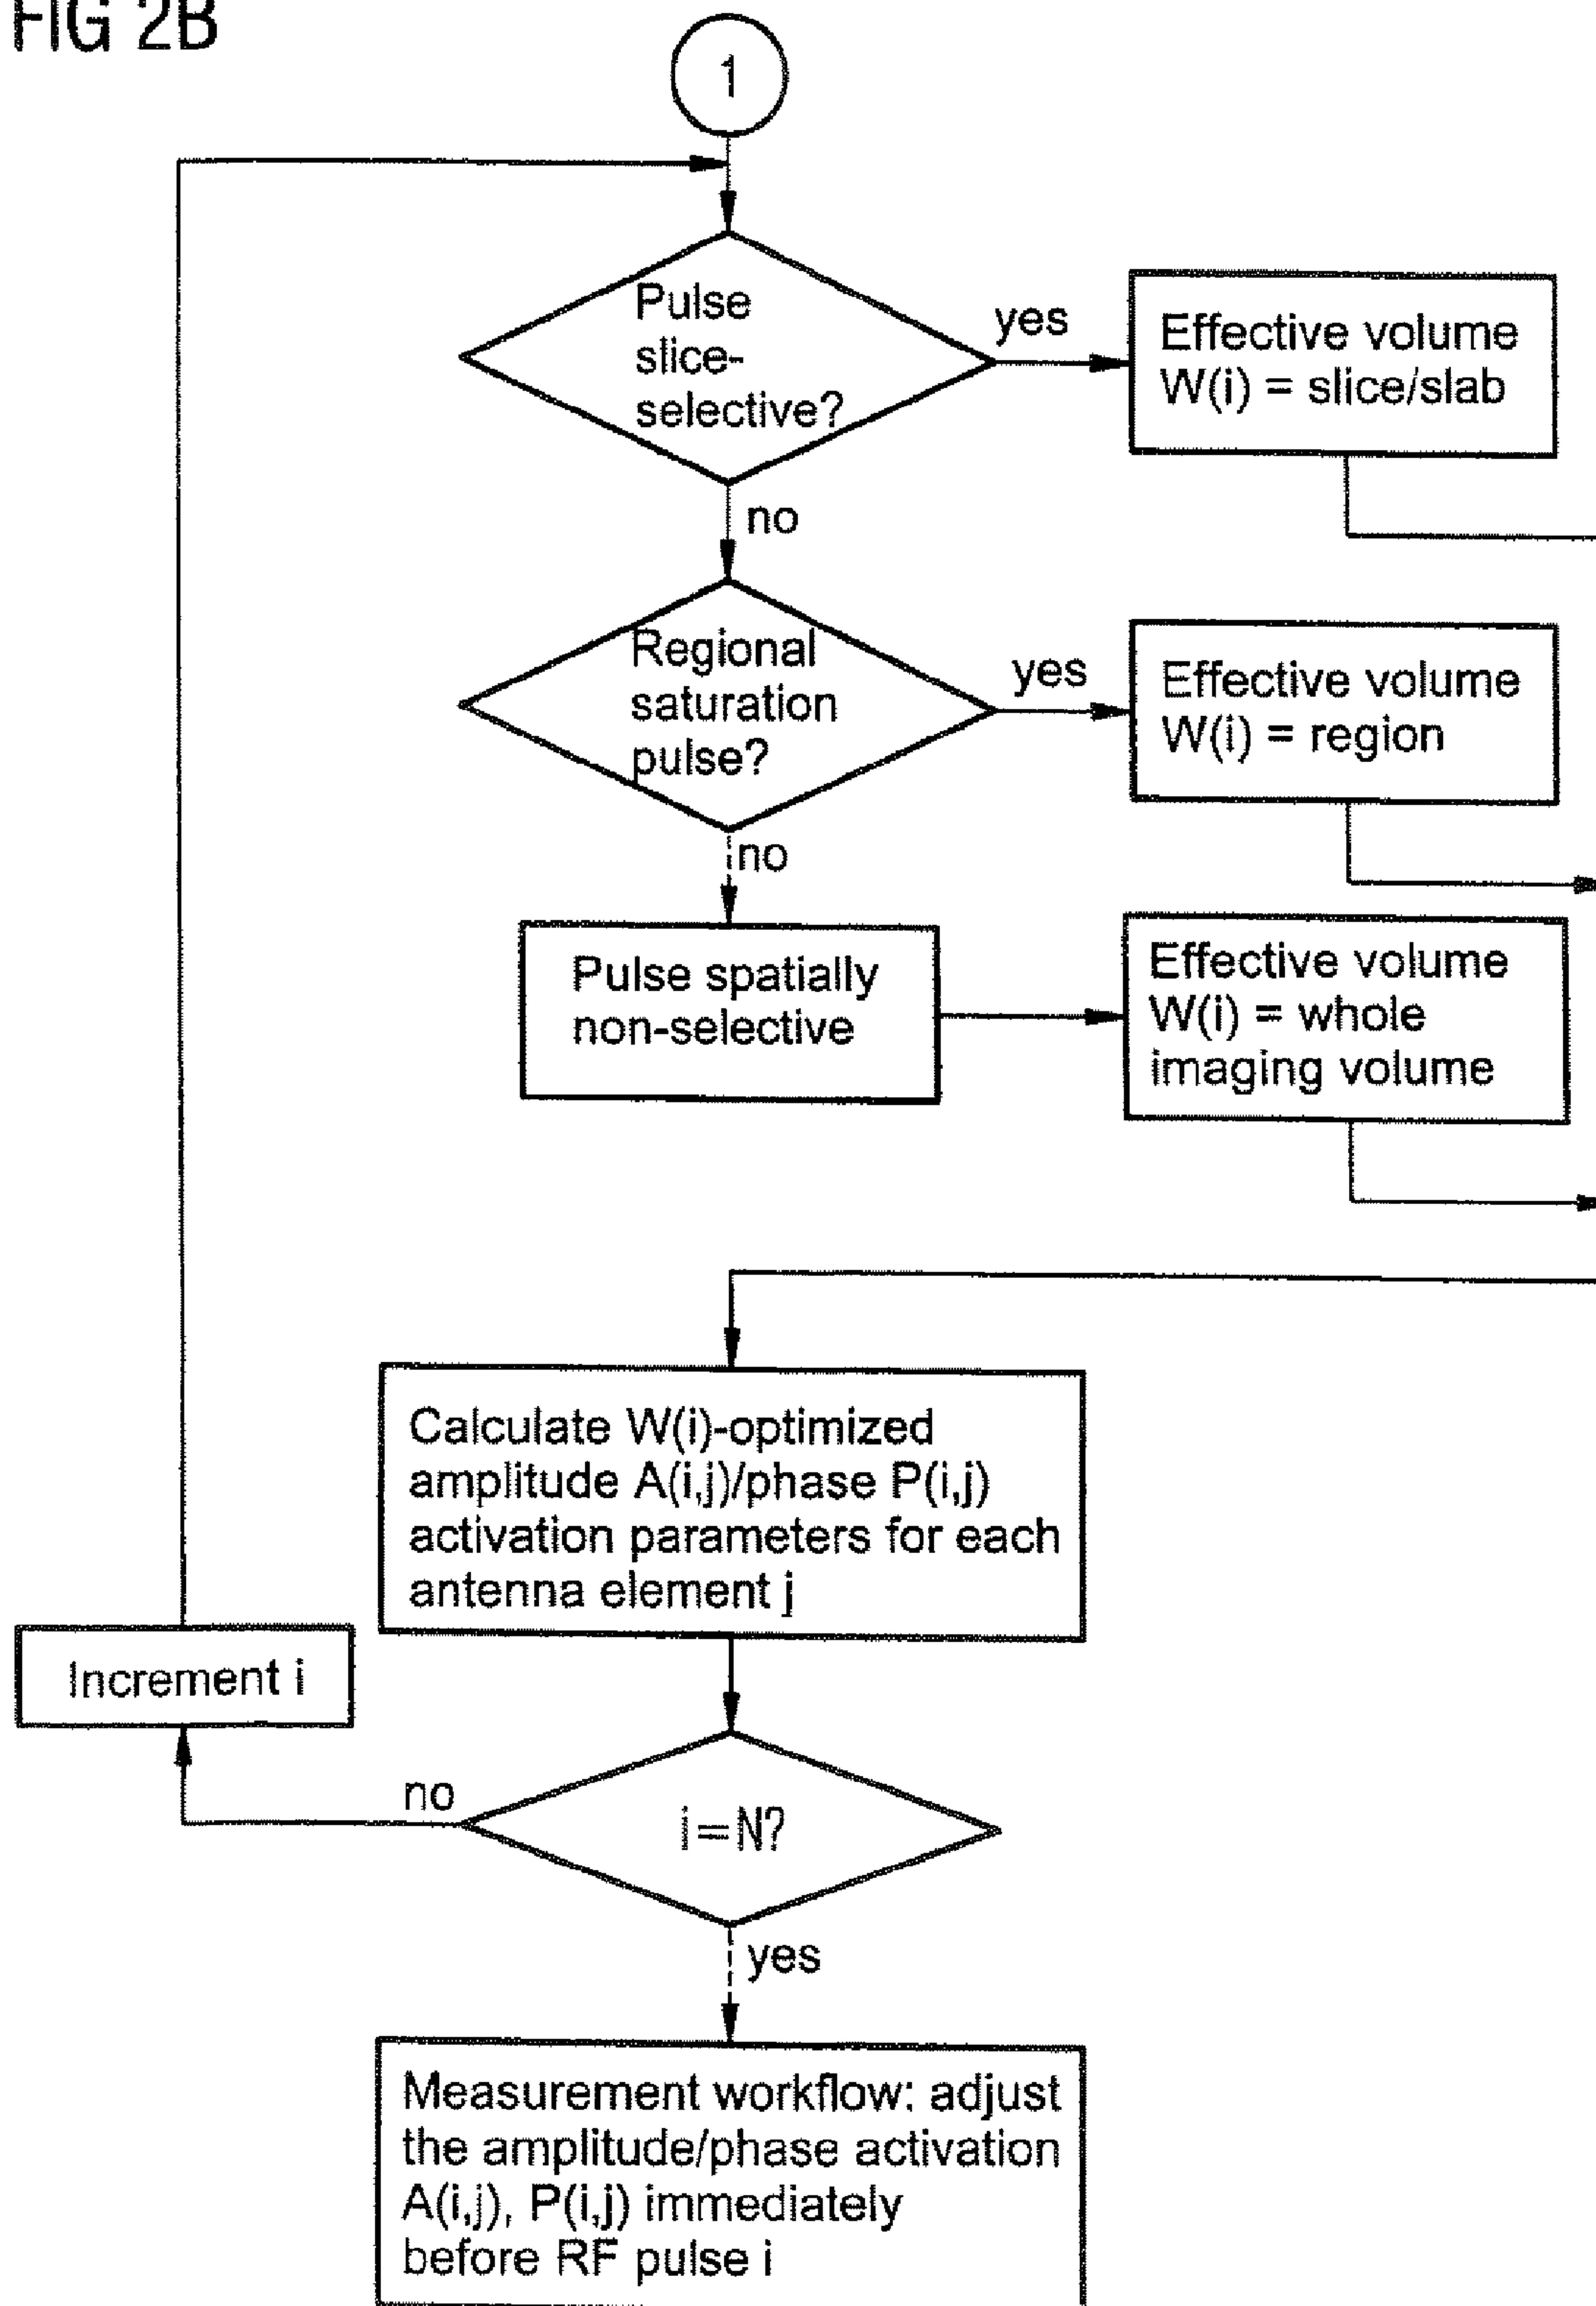 FIG 2B
1
Pulse
slice-
selective?
yes
Effective volume
W(i) = slice/slab
no
Regional
saturation
pulse?
yes
Effective volume
W(i) = region
no
Pulse spatially
non-selective
Effective volume
W(i) = whole
imaging volume
Calculate W(i)-optimized
amplitude A(i,j)/phase P(i,j)
activation parameters for each
antenna element j
Increment i
no
i=N?
yes
Measurement workflow: adjust
the amplitude/phase activation
A(i,j), P(i,j) immediately
before RF pulse i